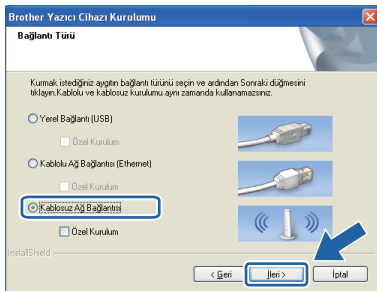 Brother Yazıcı Cihazı Kurulumu
Bağlantı Türü
Kurmak istediğiniz aygıtın bağlantı türünü seçin ve ardından Sonraki düğmesini
tıklayın.Kablolu ve kablosuz kurulumu aynı zamanda kullanamazsınız.
Yerel Bağlantı (USB)
Özel Kurulum
Kablolu Ağ Bağlantısı (Ethernet)
Özel Kurulum
Kablosuz Ağ Bağlantısı
Özel Kurulum
InstallShield
< Geri
İleri >
İptal